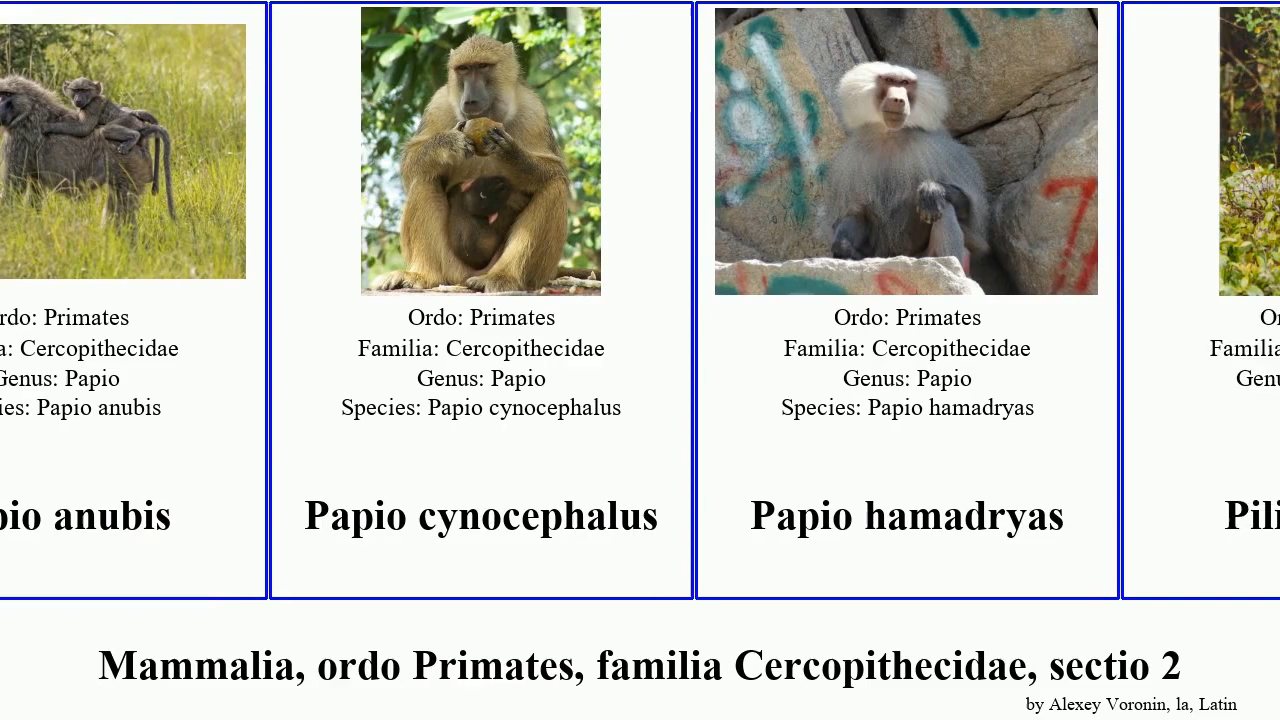 rdo: Primates
a: Cercopithecidae
Genus: Papio
ies: Papio anubis
pio anubis
Ordo: Primates
Familia: Cercopithecidae
Genus: Papio
Species: Papio cynocephalus
Papio cynocephalus
Ordo: Primates
Familia: Cercopithecidae
Genus: Papio
Species: Papio hamadryas
Papio hamadryas
Or
Familia
Genu
Pili
Mammalia, ordo Primates, familia Cercopithecidae, sectio 2
by Alexey Voronin, la, Latin